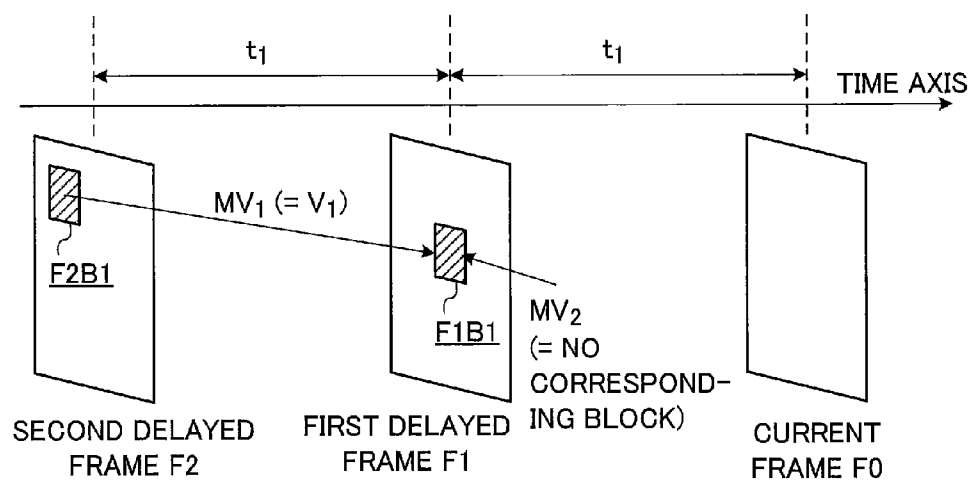 t1
t1
TIME AXIS
MV1 (= V1)
F2B1
F1B1
MV2
(= NO
CORRESPOND-
ING BLOCK)
SECOND DELAYED
FRAME F2
FIRST DELAYED
FRAME F1
CURRENT
FRAME F0